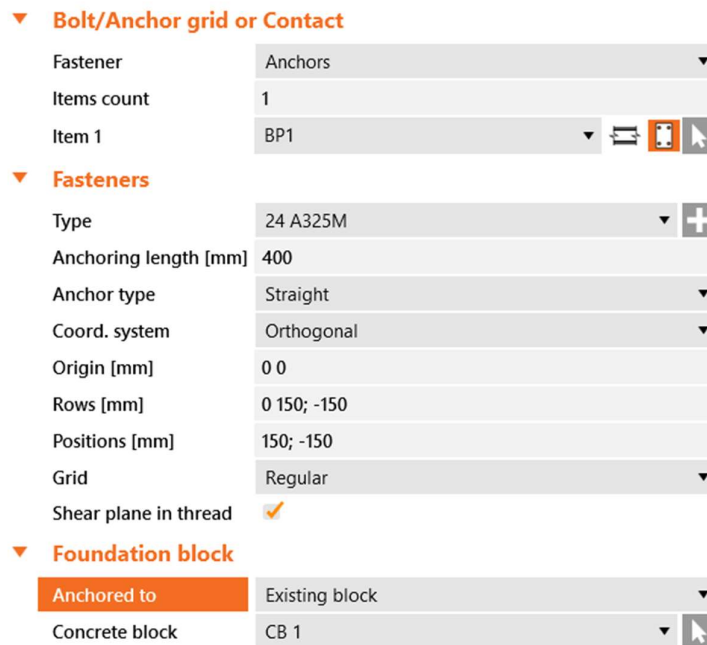 Bolt/Anchor grid or Contact
Fastener Anchors
Items count 1
Item 1 BP1
Fasteners
Type 24 A325M
Anchoring length [mm] 400
Anchor type Straight
Coord. system Orthogonal
Origin [mm] 0 0
Rows [mm] 0 150; -150
Positions [mm] 150; -150
Grid Regular
Shear plane in thread
Foundation block
Anchored to Existing block
Concrete block CB 1